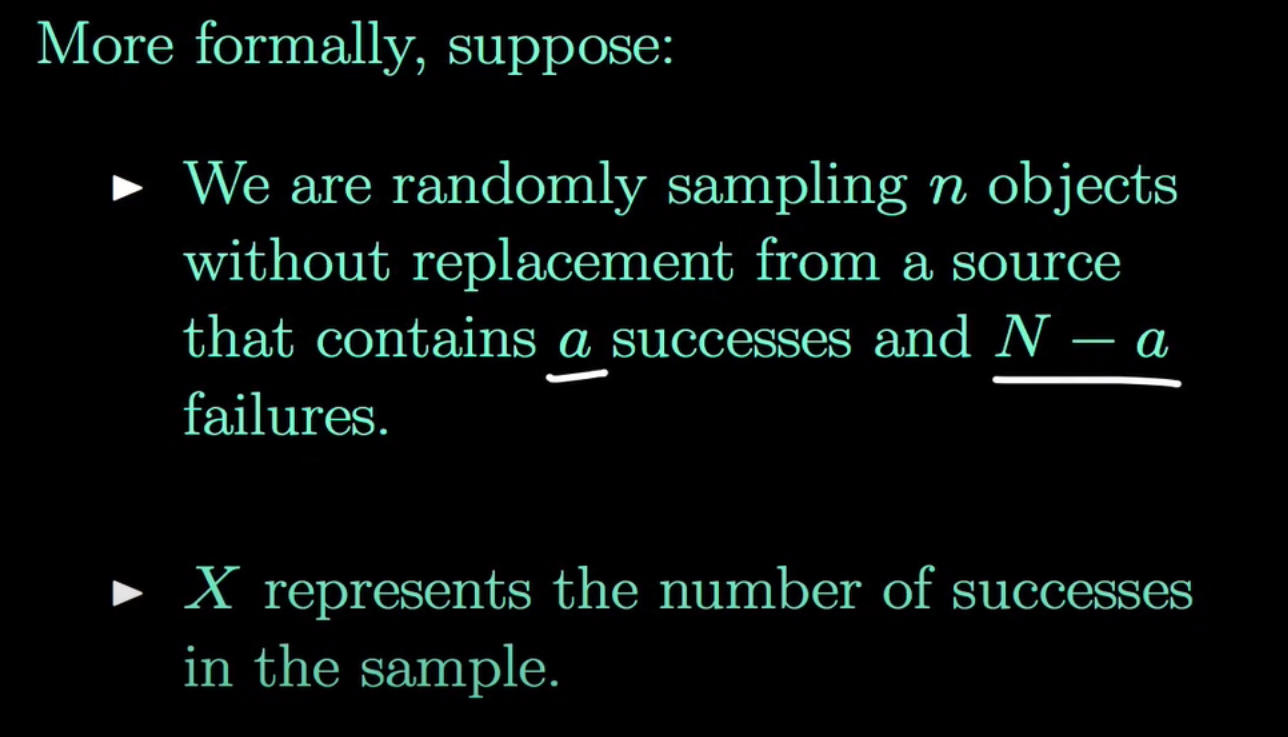 More formally, suppose:
We are randomly sampling n objects
without replacement from a source
that contains a successes and N − a
failures.
X represents the number of successes
in the sample.